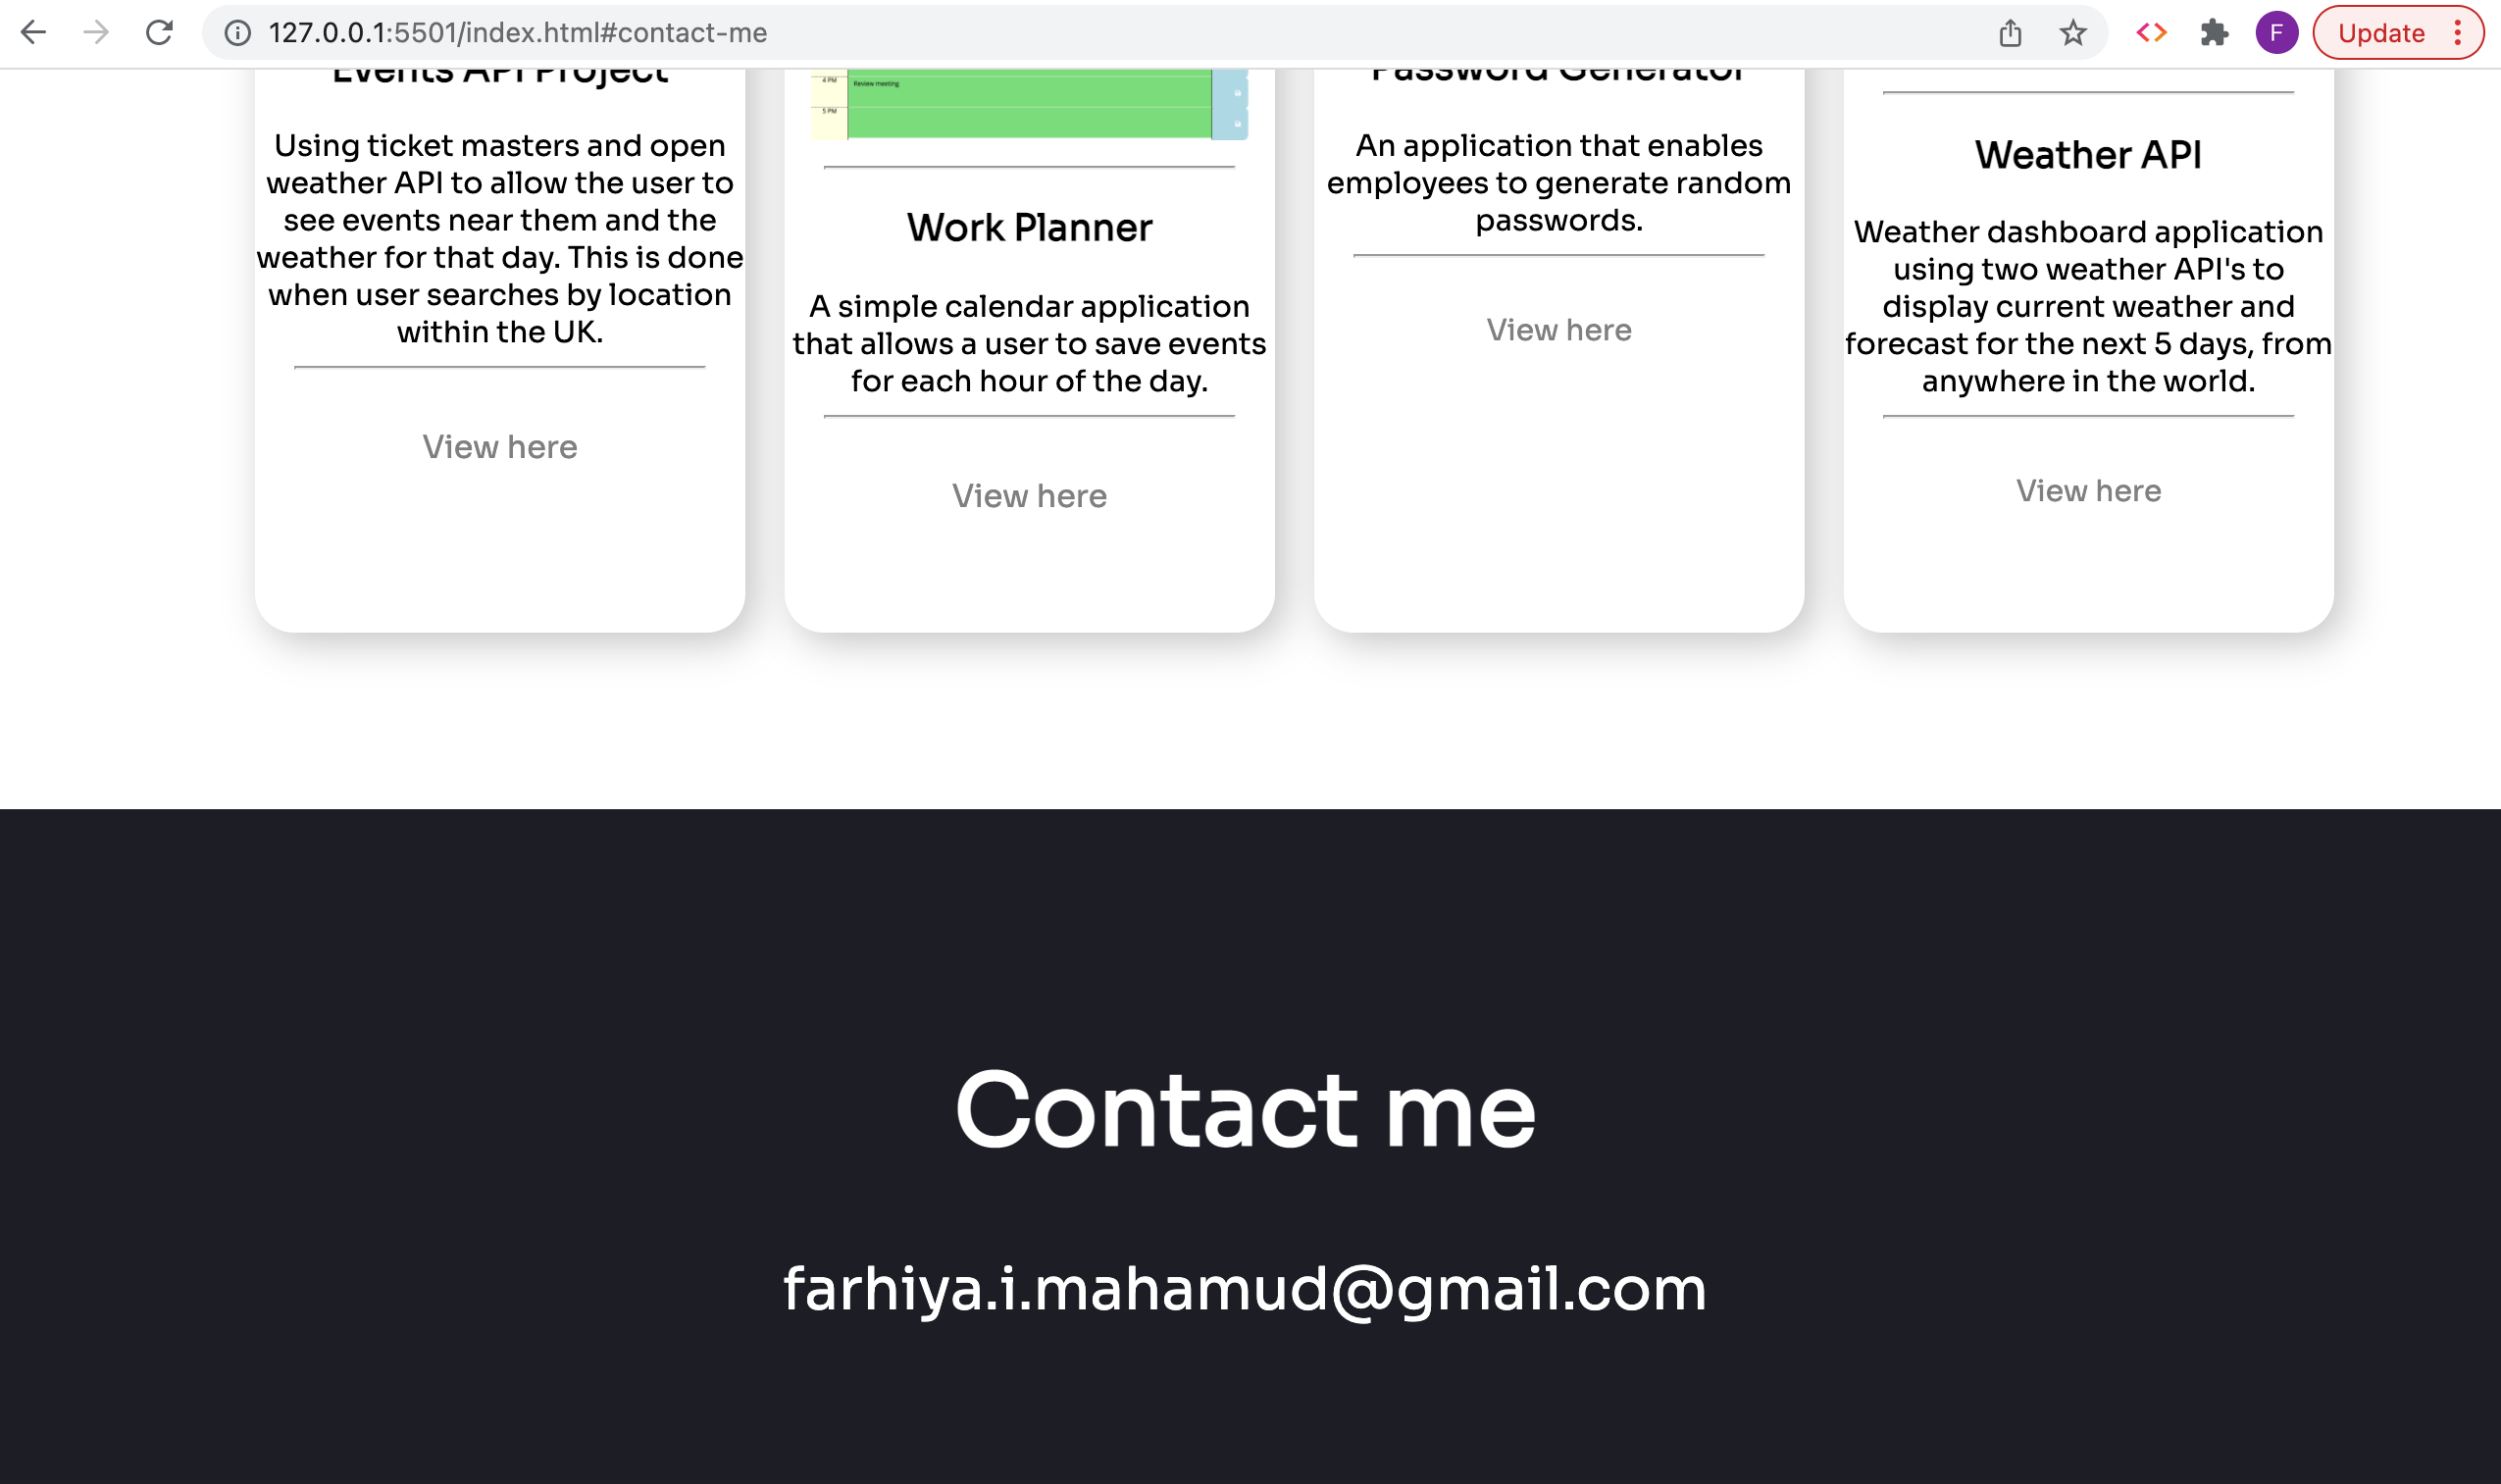 127.0.0.1:5501/index.html#contact-me
F
Update
Events API Project
Using ticket masters and open
weather API to allow the user to
see events near them and the
weather for that day. This is done
when user searches by location
within the UK.
View here
4 PM
Review meeting
5 PM
Work Planner
A simple calendar application
that allows a user to save events
for each hour of the day.
View here
Password Generator
An application that enables
employees to generate random
passwords.
View here
Weather API
Weather dashboard application
using two weather API's to
display current weather and
forecast for the next 5 days, from
anywhere in the world.
View here
Contact me
farhiya.i.mahamud@gmail.com